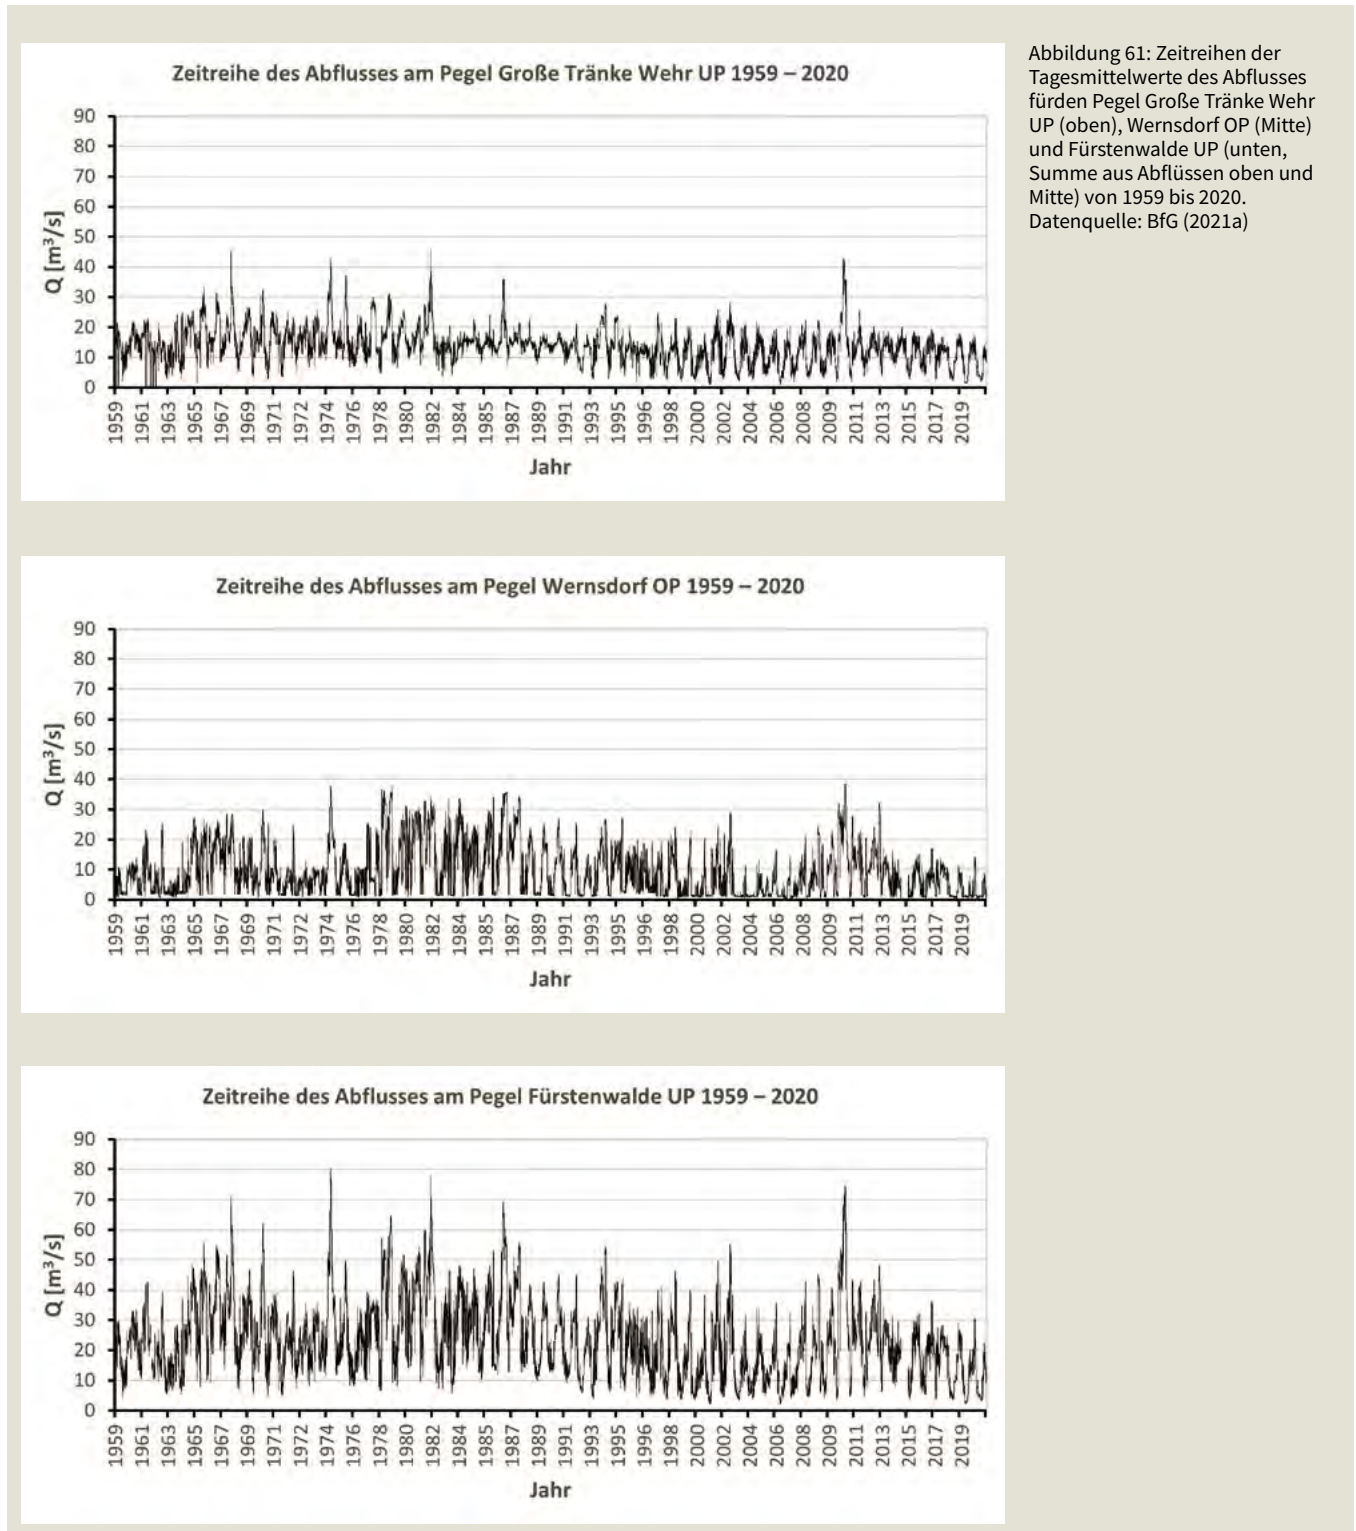 Zeitreihe des Abflusses am Pegel Große Tränke Wehr UP 1959 – 2020
90
80
70
60
50
40
30
20
10
0
Q [m³/s]
1959 1961 1963 1965 1967 1969 1971 1972 1974 1976 1978 1980 1982 1984 1985 1987 1989 1991 1993 1995 1996 1998 2000 2002 2004 2006 2008 2009 2011 2013 2015 2017 2019
Jahr
Abbildung 61: Zeitreihen der
Tagesmittelwerte des Abflusses
fürden Pegel Große Tränke Wehr
UP (oben), Wernsdorf OP (Mitte)
und Fürstenwalde UP (unten,
Summe aus Abflüssen oben und
Mitte) von 1959 bis 2020.
Datenquelle: BfG (2021a)
Zeitreihe des Abflusses am Pegel Wernsdorf OP 1959 – 2020
90
80
70
60
50
40
30
20
10
0
Q [m³/s]
1959 1961 1963 1965 1967 1969 1971 1972 1974 1976 1978 1980 1982 1984 1985 1987 1989 1991 1993 1995 1996 1998 2000 2002 2004 2006 2008 2009 2011 2013 2015 2017 2019
Jahr
Zeitreihe des Abflusses am Pegel Fürstenwalde UP 1959 – 2020
90
80
70
60
50
40
30
20
10
0
Q [m³/s]
1959 1961 1963 1965 1967 1969 1971 1972 1974 1976 1978 1980 1982 1984 1985 1987 1989 1991 1993 1995 1996 1998 2000 2002 2004 2006 2008 2009 2011 2013 2015 2017 2019
Jahr